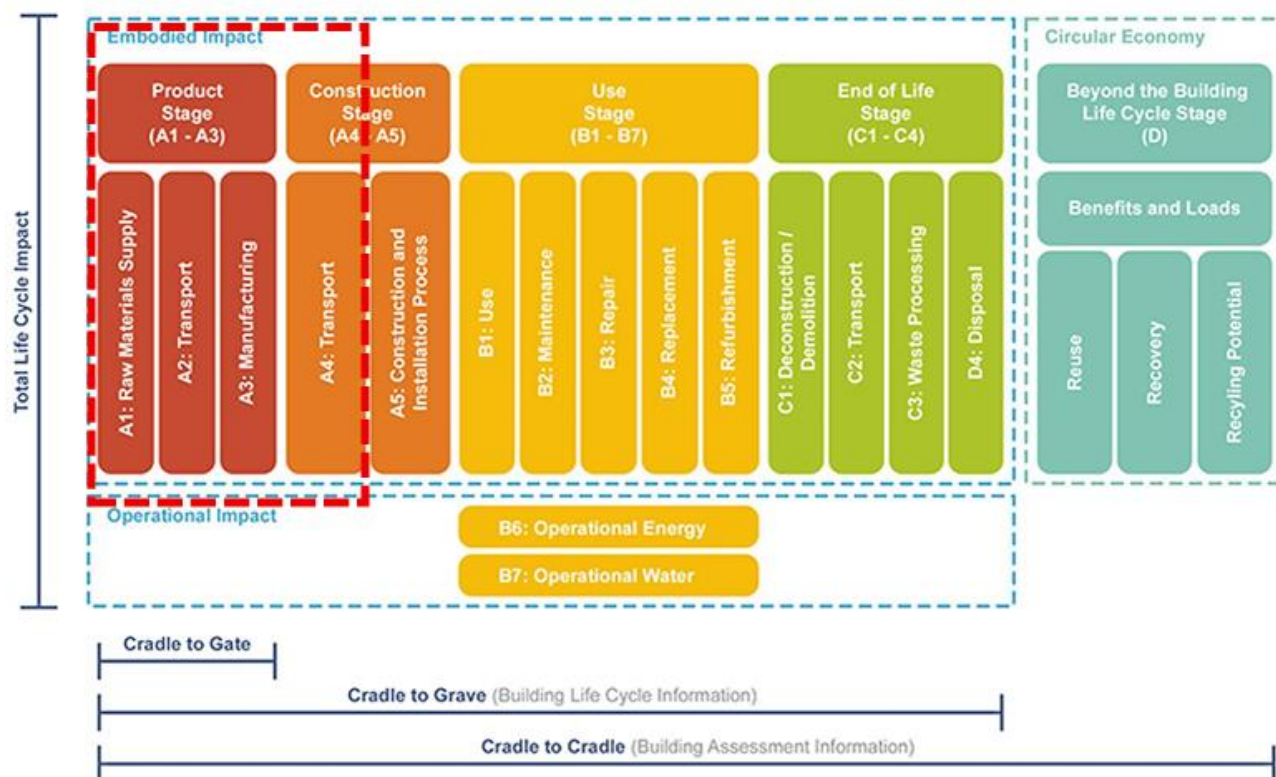 Total Life Cycle Impact
Embodied Impact
Circular Economy
Product
Stage
(A1 - A3)
Construction
Stage
(A4 - A5)
Use
Stage
(B1 - B7)
End of Life
Stage
(C1 - C4)
Beyond the Building
Life Cycle Stage
(D)
A1: Raw Materials Supply
A2: Transport
A3: Manufacturing
A4: Transport
A5: Construction and
Installation Process
B1: Use
B2: Maintenance
B3: Repair
B4: Replacement
B5: Refurbishment
C1: Deconstruction /
Demolition
C2: Transport
C3: Waste Processing
D4: Disposal
Benefits and Loads
Reuse
Recovery
Recyling Potential
Operational Impact
B6: Operational Energy
B7: Operational Water
Cradle to Gate
Cradle to Grave (Building Life Cycle Information)
Cradle to Cradle (Building Assessment Information)